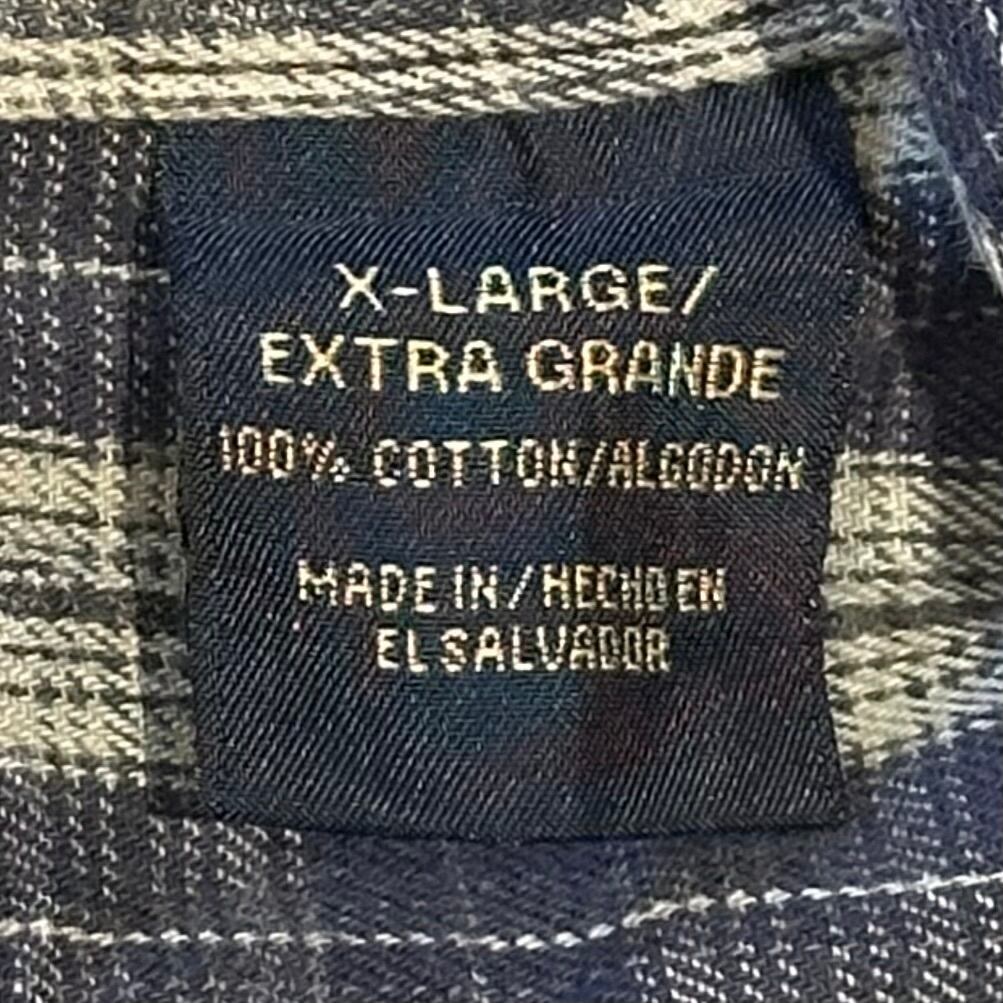 X-LARGE/
EXTRA GRANDE
100% COTTON/ALGODON
MADE IN/HECHO EN
EL SALVADOR